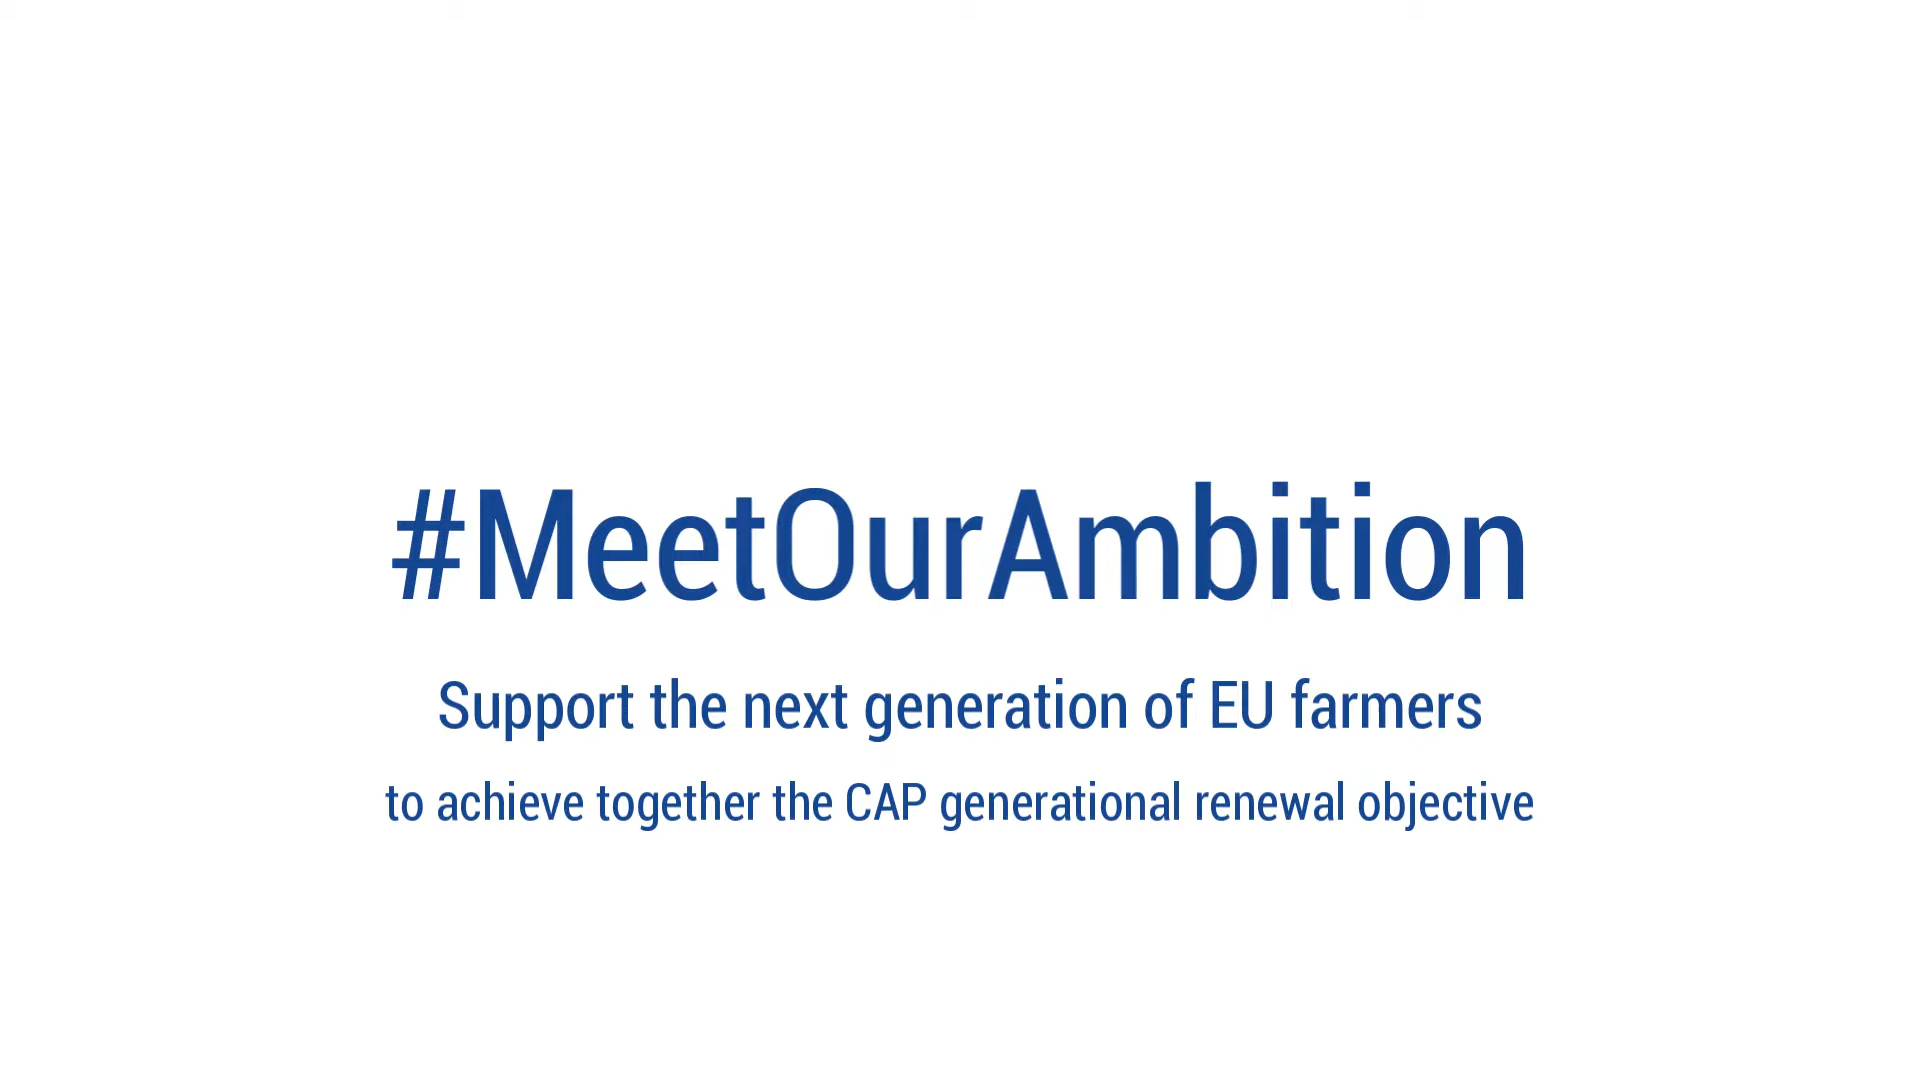 #MeetOurAmbition
Support the next generation of EU farmers
to achieve together the CAP generational renewal objective